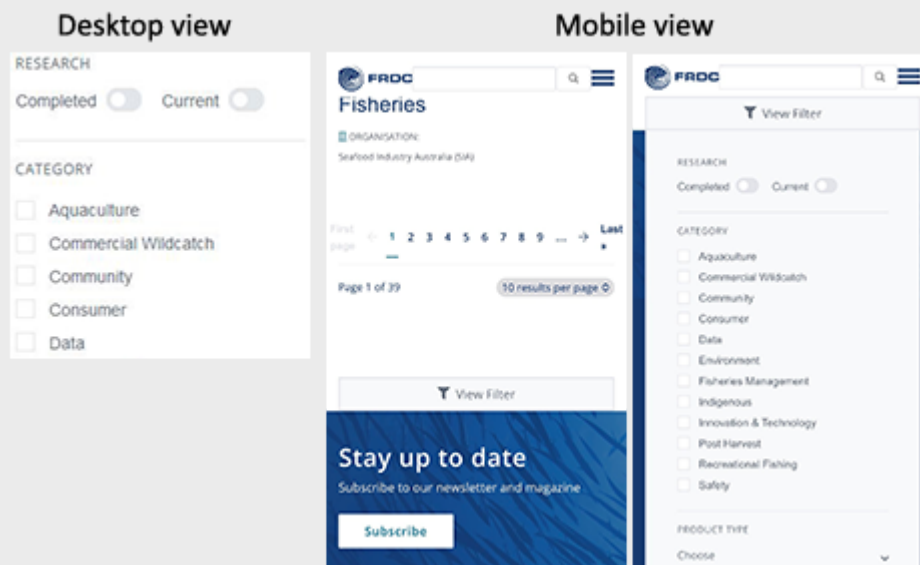 Desktop view
RESEARCH
Completed Current
CATEGORY
Aquaculture
Commercial Wildcatch
Community
Consumer
Data
Mobile view
FRDC
Fisheries
ORGANISATION:
Seafood Industry Australia (SIA)
First page ← 1 2 3 4 5 6 7 8 9 ... → Last »
Page 1 of 39 10 results per page
View Filter
Stay up to date
Subscribe to our newsletter and magazine
Subscribe
FRDC
View Filter
RESEARCH
Completed Current
CATEGORY
Aquaculture
Commercial Wildcatch
Community
Consumer
Data
Environment
Fisheries Management
Indigenous
Innovation & Technology
Post Harvest
Recreational Fishing
Safety
PRODUCT TYPE
Choose